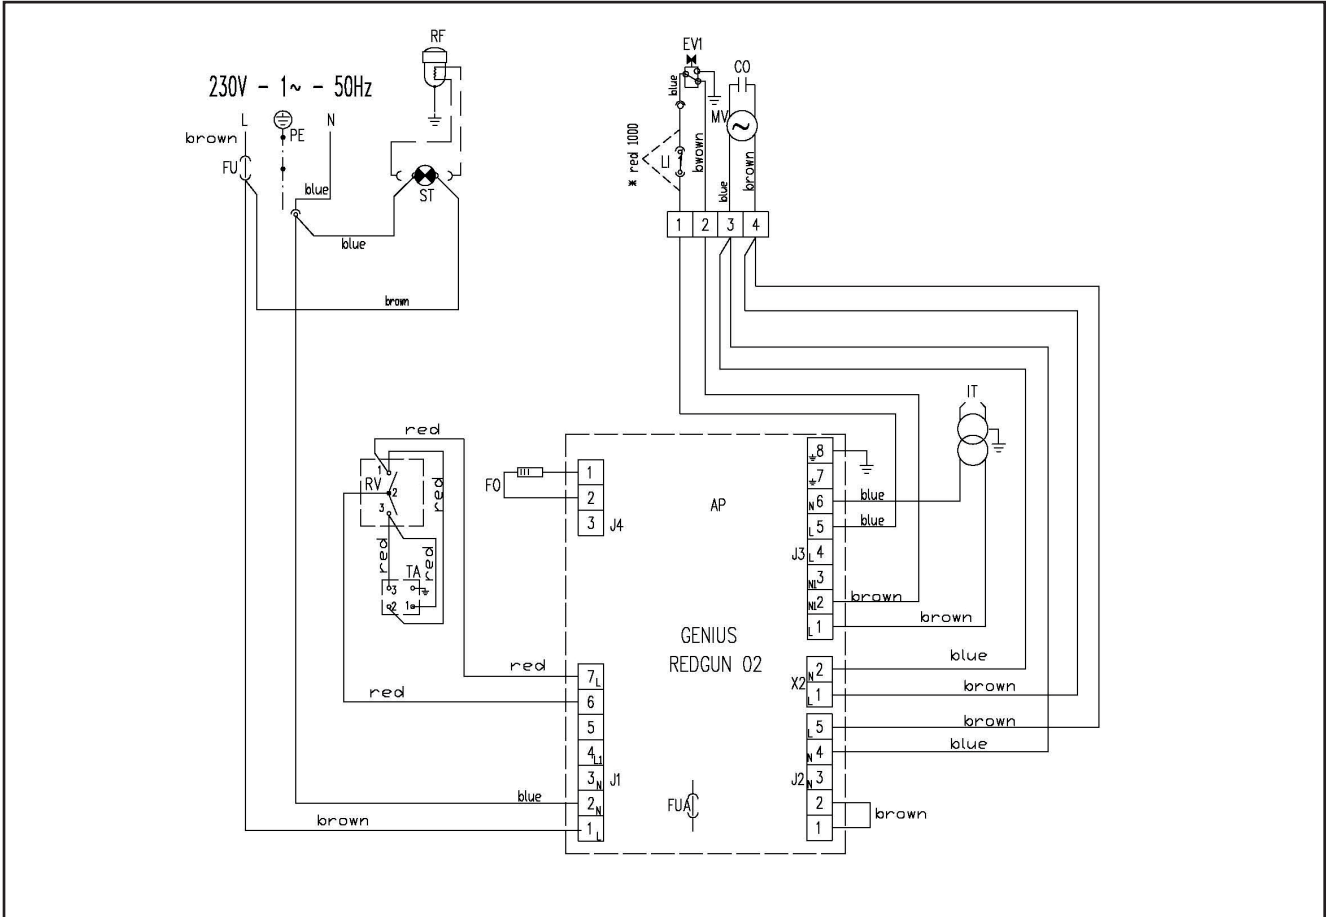 RF
230V - 1~ - 50Hz
L
PE
N
brown
FU
blue
ST
blue
brown
EV1
CO
blue
MV
* red 1000
LI
bwown
blue
brown
1 2 3 4
IT
red
RV
1
2
3
red
red
red
TA
3
2 1
FO
1
2
3
J4
AP
8
7
N 6
blue
L 5
blue
J3
L 4
N1 3
N1 2
brown
L 1
brown
GENIUS
REDGUN 02
X2
N 2
blue
L 1
brown
L 5
brown
N 4
blue
J2
N 3
2
1
brown
red
7 L
red
6
5
4 L1
3 N
J1
blue
2 N
brown
1 L
FUA